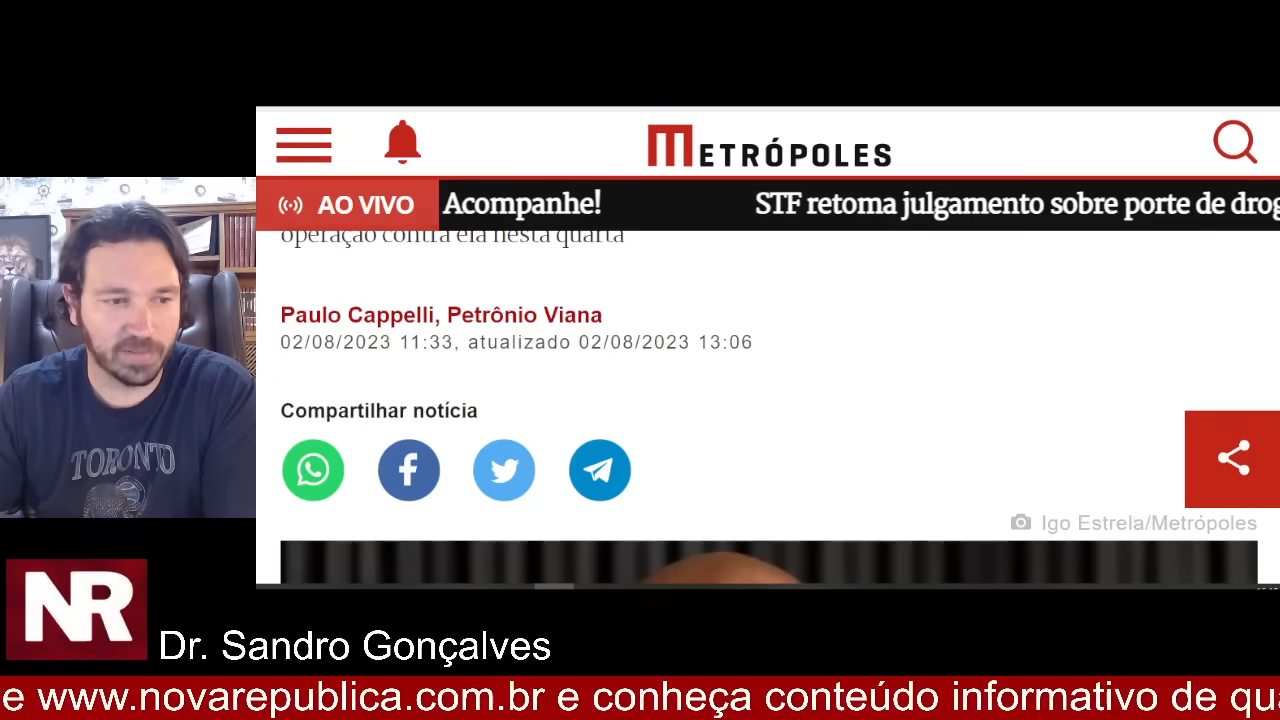 METRÓPOLES
AO VIVO
Acompanhe!
STF retoma julgamento sobre porte de drog
operação contra ela nesta quarta
Paulo Cappelli, Petrônio Viana
02/08/2023 11:33, atualizado 02/08/2023 13:06
Compartilhar notícia
Igo Estrela/Metrópoles
TORONTO
NR
Dr. Sandro Gonçalves
e www.novarepublica.com.br e conheça conteúdo informativo de qua